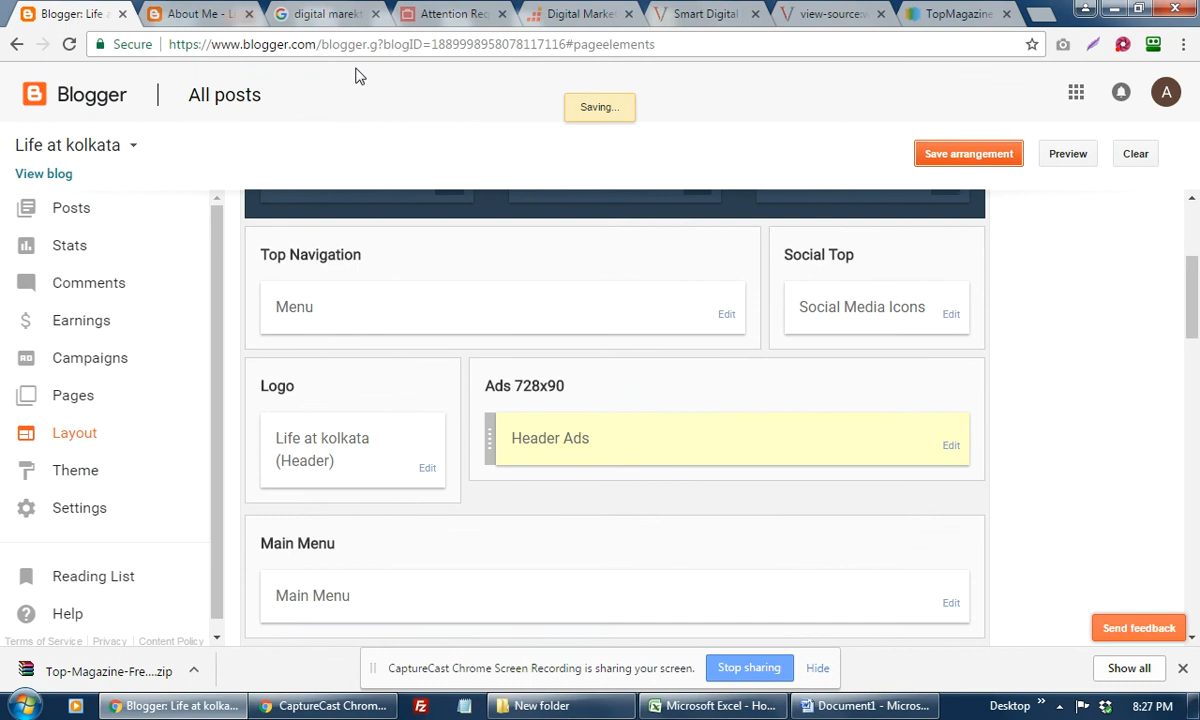 Blogger: Life a
About Me - Li
digital marekt
Attention Rec
Digital Marke
Smart Digital
view-source:w
TopMagazine
Secure
https://www.blogger.com/blogger.g?blogID=1889998958078117116#pageelements
Blogger
All posts
Saving...
A
Life at kolkata
View blog
Save arrangement
Preview
Clear
Posts
Stats
Comments
Earnings
Campaigns
Pages
Layout
Theme
Settings
Reading List
Help
Terms of Service
Privacy
Content Policy
Top Navigation
Menu
Edit
Social Top
Social Media Icons
Edit
Logo
Life at kolkata
(Header)
Edit
Ads 728x90
Header Ads
Edit
Main Menu
Main Menu
Edit
Send feedback
Top-Magazine-Fre....zip
CaptureCast Chrome Screen Recording is sharing your screen.
Stop sharing
Hide
Show all
Blogger: Life at kolka...
CaptureCast Chrom...
New folder
Microsoft Excel - Ho...
Document1 - Micros...
Desktop
8:27 PM